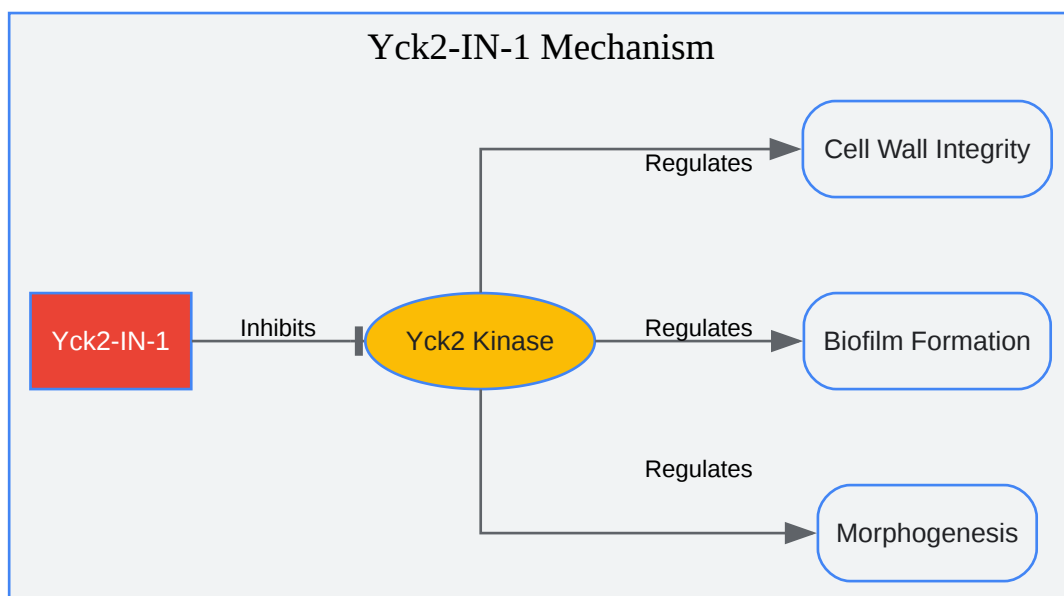 Yck2-IN-1 Mechanism
Regulates
Cell Wall Integrity
Yck2-IN-1
Inhibits
Yck2 Kinase
Regulates
Biofilm Formation
Regulates
Morphogenesis